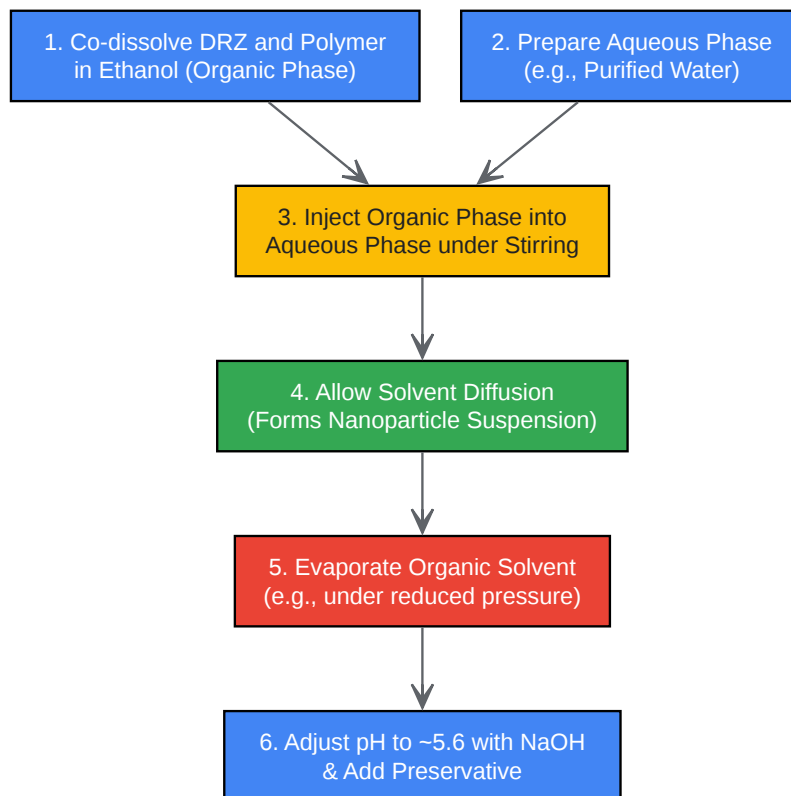 1. Co-dissolve DRZ and Polymer
in Ethanol (Organic Phase)
2. Prepare Aqueous Phase
(e.g., Purified Water)
3. Inject Organic Phase into
Aqueous Phase under Stirring
4. Allow Solvent Diffusion
(Forms Nanoparticle Suspension)
5. Evaporate Organic Solvent
(e.g., under reduced pressure)
6. Adjust pH to ~5.6 with NaOH
& Add Preservative